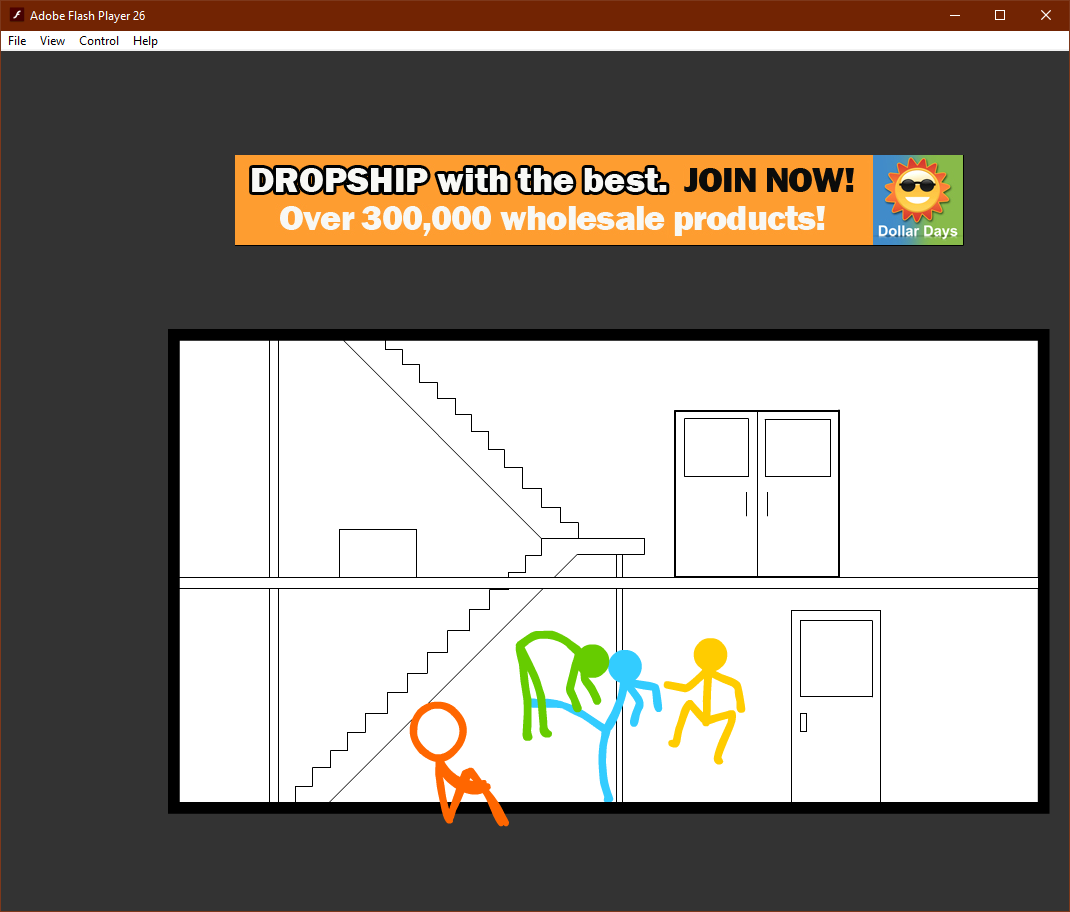 Adobe Flash Player 26
File View Control Help
DROPSHIP with the best. JOIN NOW!
Over 300,000 wholesale products!
Dollar Days